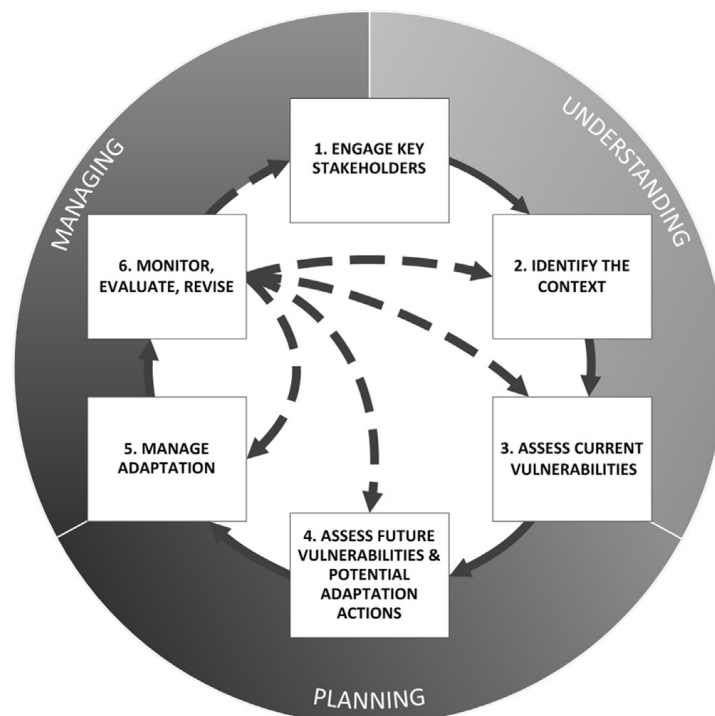 MANAGING
UNDERSTANDING
1. ENGAGE KEY
STAKEHOLDERS
6. MONITOR,
EVALUATE, REVISE
2. IDENTIFY THE
CONTEXT
5. MANAGE
ADAPTATION
3. ASSESS CURRENT
VULNERABILITIES
4. ASSESS FUTURE
VULNERABILITIES &
POTENTIAL
ADAPTATION
ACTIONS
PLANNING